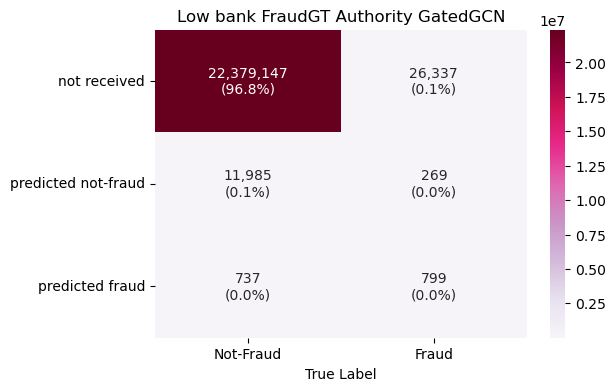 Low bank FraudGT Authority GatedGCN
1e7
not received
22,379,147
(96.8%)
26,337
(0.1%)
predicted not-fraud
11,985
(0.1%)
269
(0.0%)
predicted fraud
737
(0.0%)
799
(0.0%)
Not-Fraud
Fraud
True Label
2.00
1.75
1.50
1.25
1.00
0.75
0.50
0.25